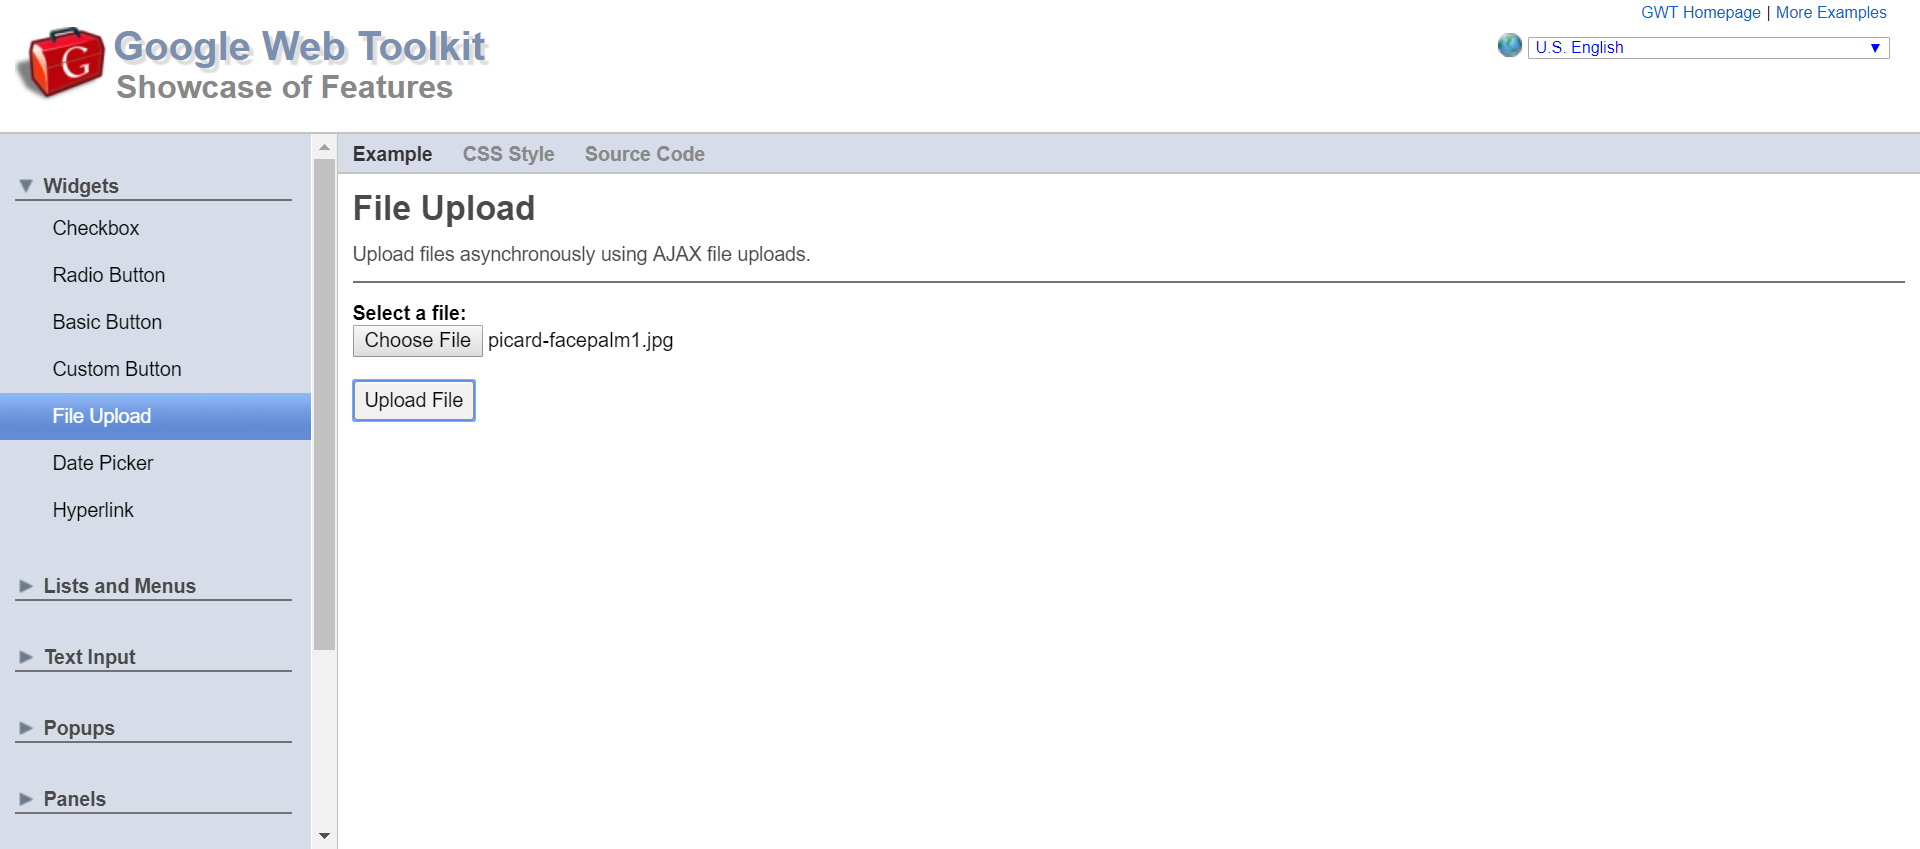 GWT Homepage | More Examples
G
Google Web Toolkit
Showcase of Features
U.S. English
Example CSS Style Source Code
Widgets
Checkbox
Radio Button
Basic Button
Custom Button
File Upload
Date Picker
Hyperlink
Lists and Menus
Text Input
Popups
Panels
File Upload
Upload files asynchronously using AJAX file uploads.
Select a file:
Choose File picard-facepalm1.jpg
Upload File